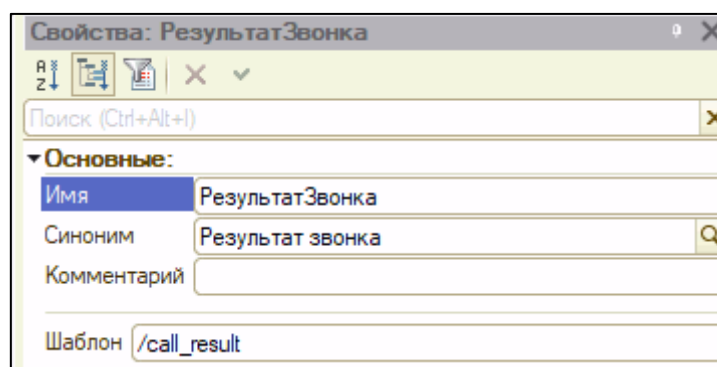 Свойства: РезультатЗвонка
Поиск (Ctrl+Alt+I)
Основные:
Имя РезультатЗвонка
Синоним Результат звонка
Комментарий
Шаблон /call_result